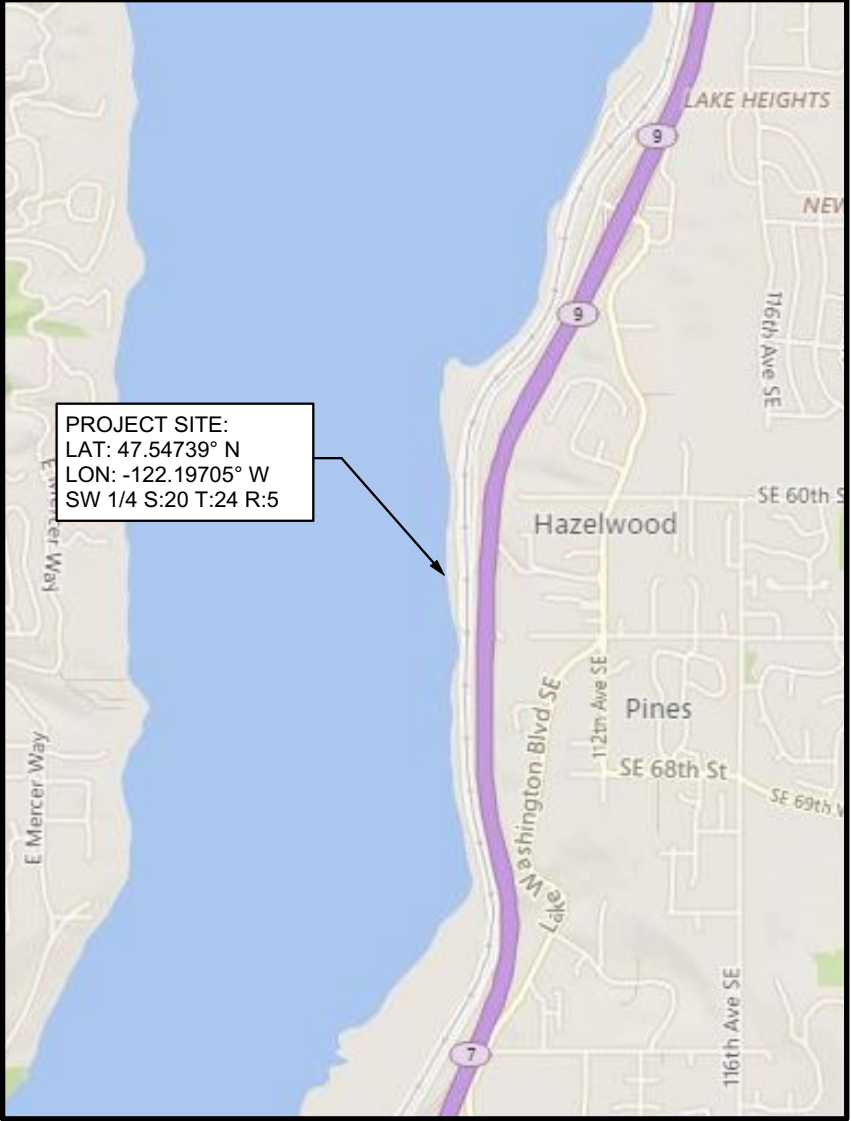 LAKE HEIGHTS
9
NEW
9
116th Ave SE
PROJECT SITE:
LAT: 47.54739° N
LON: -122.19705° W
SW 1/4 S:20 T:24 R:5
E Mercer Way
SE 60th S
Hazelwood
112th Ave SE
Pines
Lake Washington Blvd SE
SE 68th St
SE 69th
E Mercer Way
116th Ave SE
7